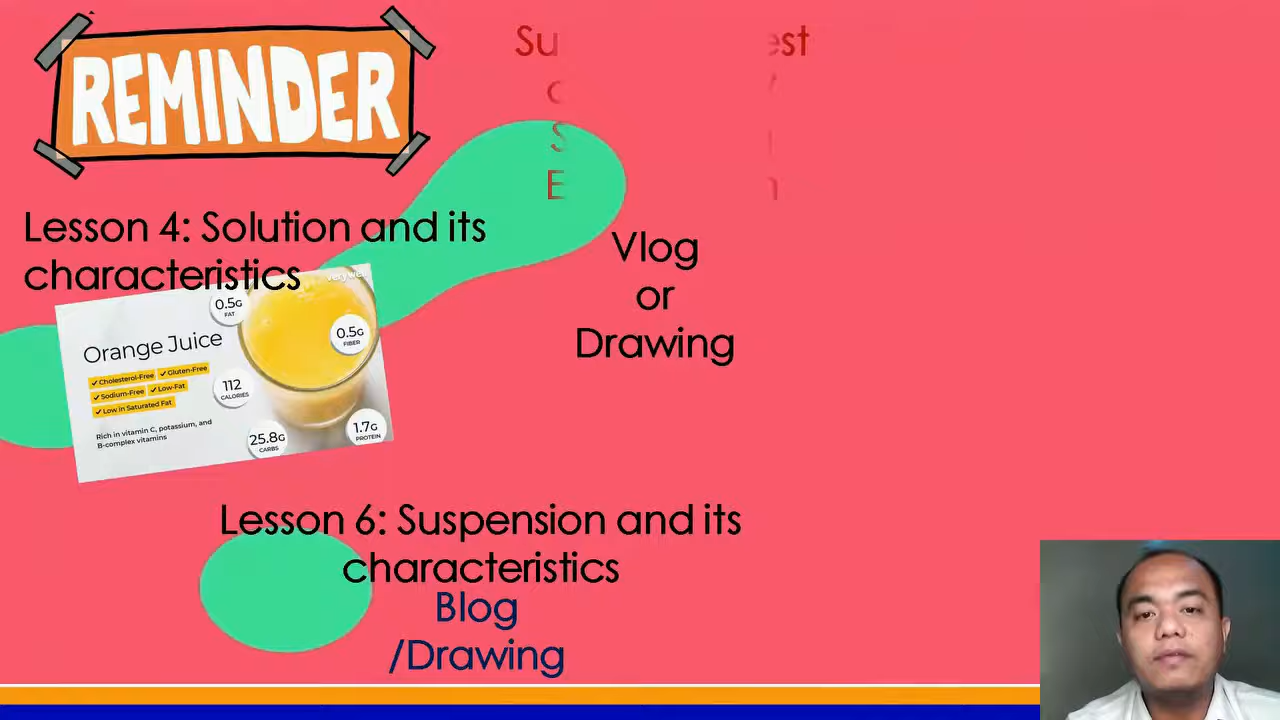 REMINDER
Lesson 4: Solution and its
characteristics
verywell
0.5G
FAT
0.5G
FIBER
Orange Juice
✓ Cholesterol-Free ✓ Gluten-Free
✓ Sodium-Free ✓ Low-Fat
✓ Low in Saturated Fat
112
CALORIES
Rich in vitamin C, potassium, and
B-complex vitamins
25.8G
CARBS
1.7G
PROTEIN
Vlog
or
Drawing
Lesson 6: Suspension and its
characteristics
Blog
/Drawing